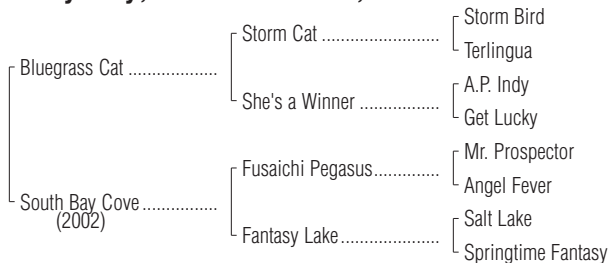 Storm Bird
Storm Cat ........................
Terlingua
Bluegrass Cat ..................
A.P. Indy
She's a Winner ................
Get Lucky
Mr. Prospector
Fusaichi Pegasus.............
Angel Fever
South Bay Cove...............
(2002)
Salt Lake
Fantasy Lake...................
Springtime Fantasy